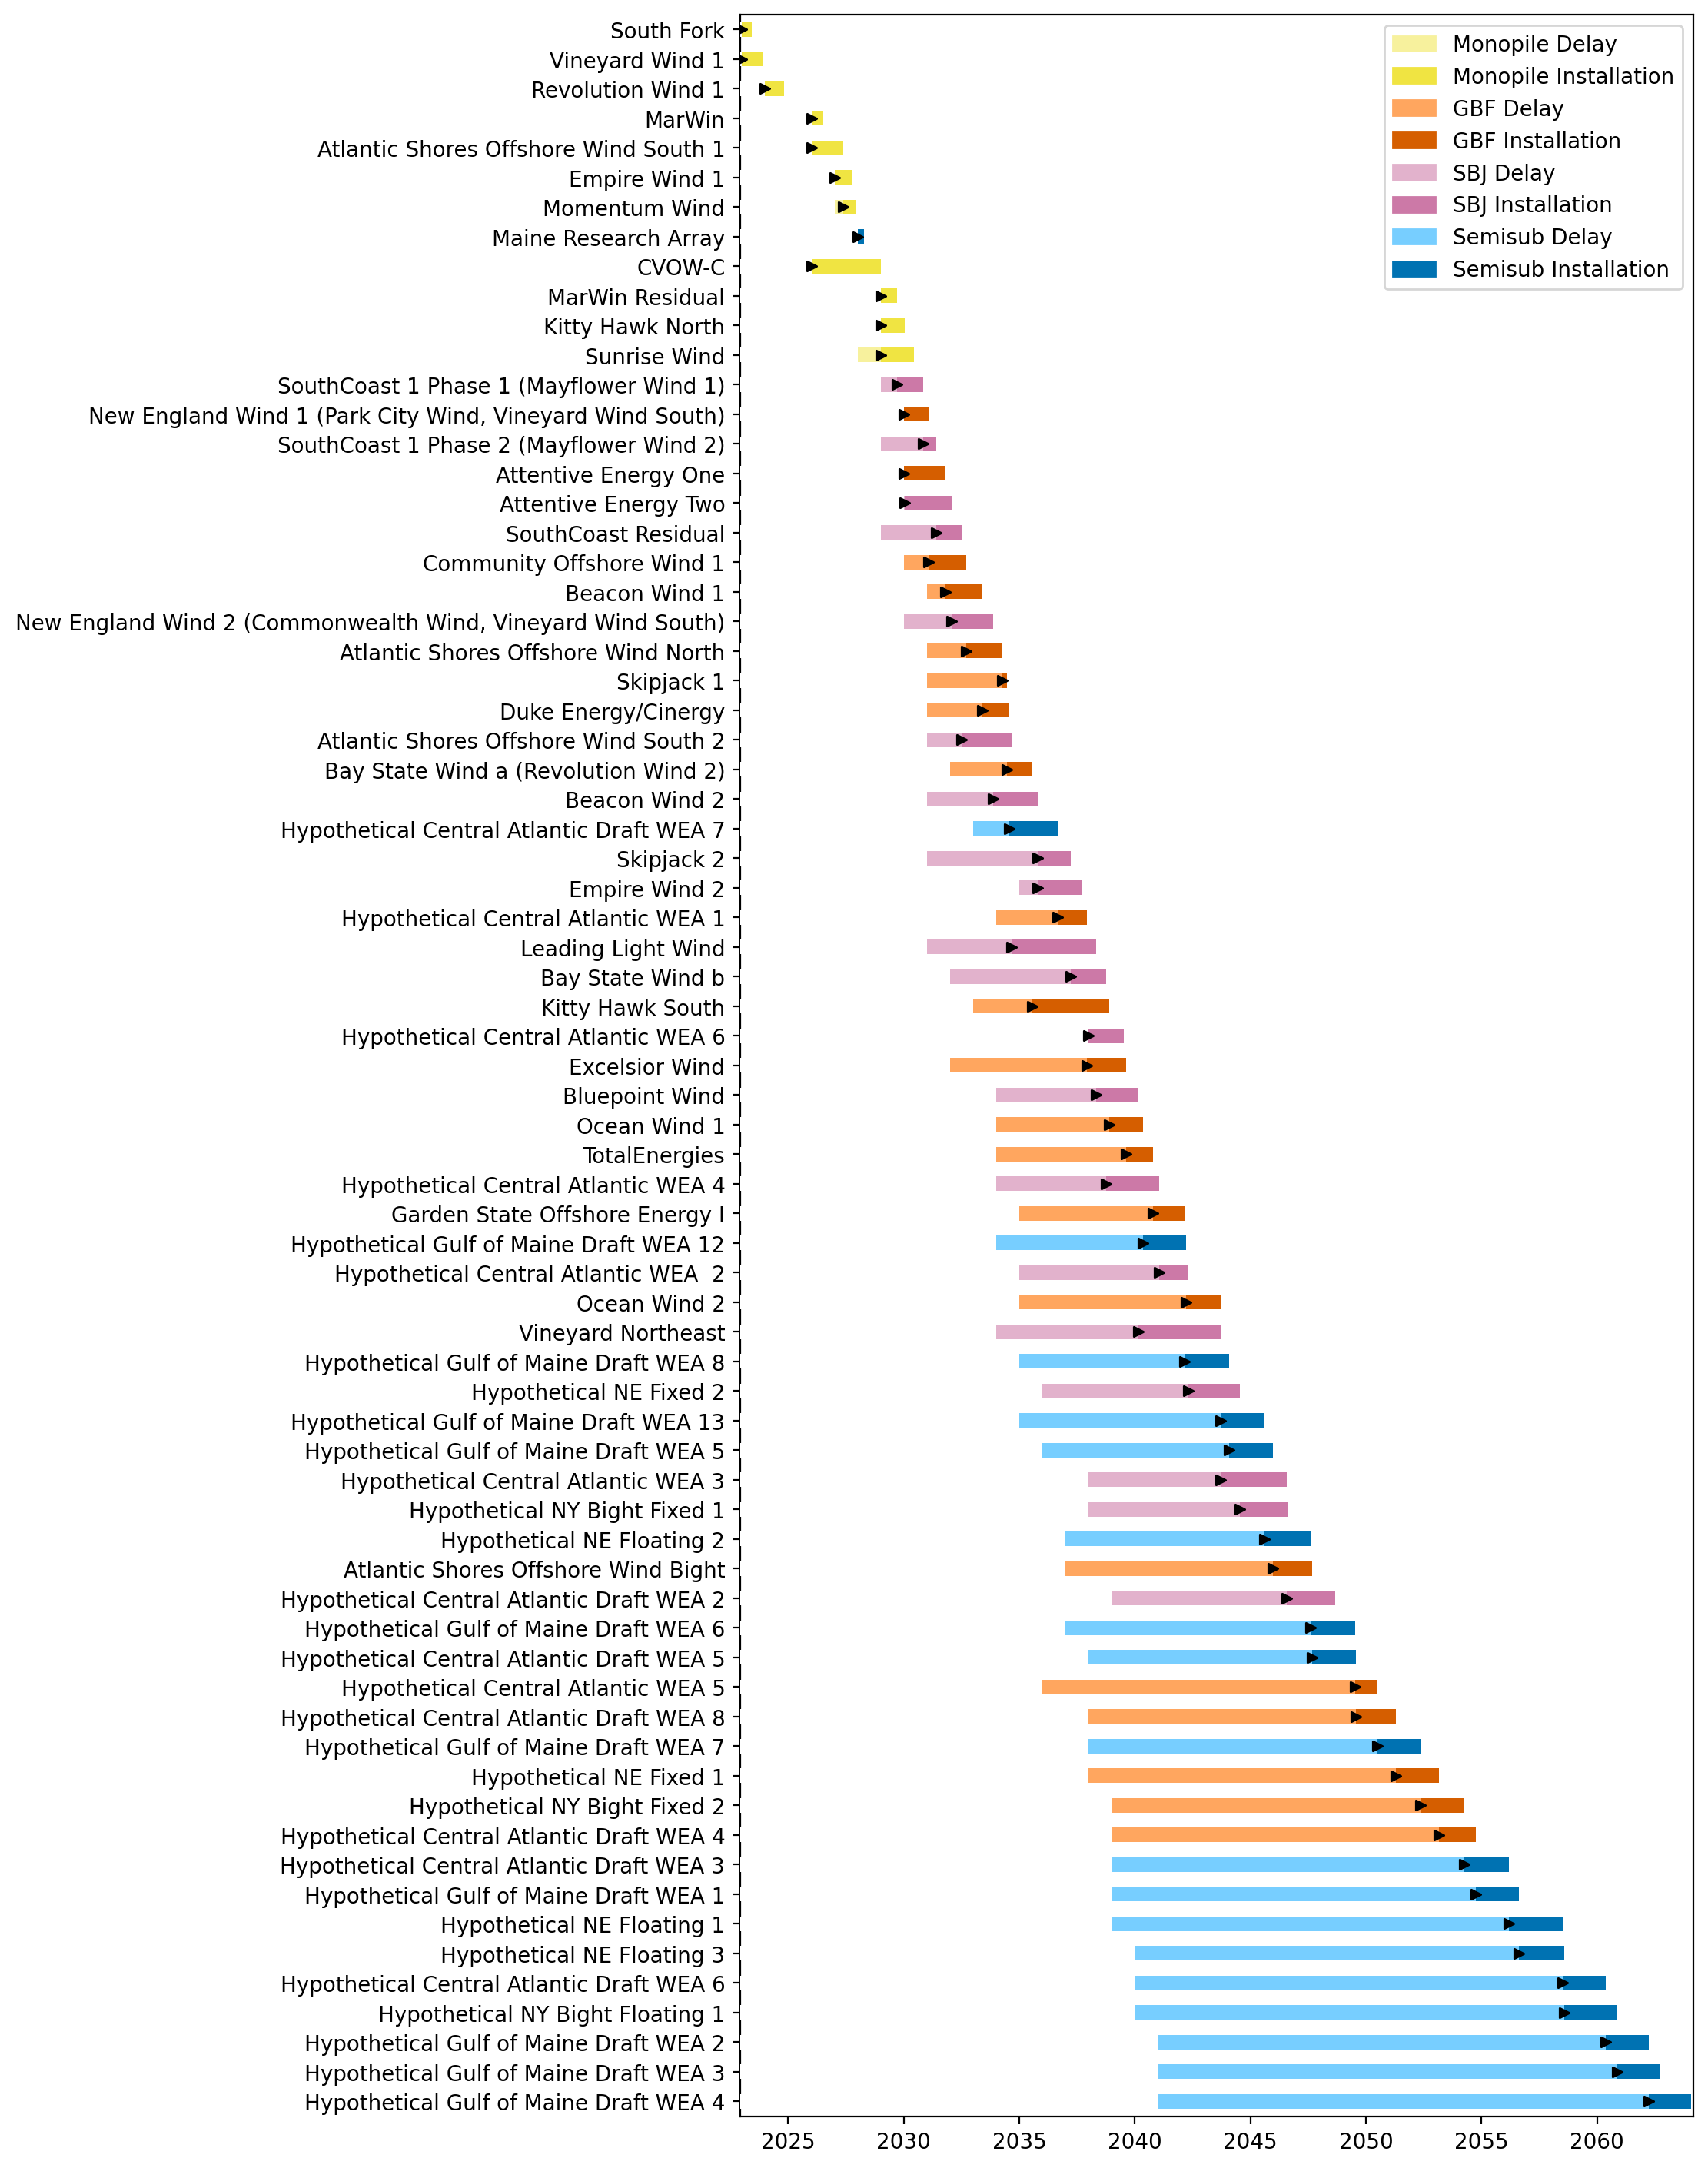 South Fork
Vineyard Wind 1
Revolution Wind 1
MarWin
Atlantic Shores Offshore Wind South 1
Empire Wind 1
Momentum Wind
Maine Research Array
CVOW-C
MarWin Residual
Kitty Hawk North
Sunrise Wind
SouthCoast 1 Phase 1 (Mayflower Wind 1)
New England Wind 1 (Park City Wind, Vineyard Wind South)
SouthCoast 1 Phase 2 (Mayflower Wind 2)
Attentive Energy One
Attentive Energy Two
SouthCoast Residual
Community Offshore Wind 1
Beacon Wind 1
New England Wind 2 (Commonwealth Wind, Vineyard Wind South)
Atlantic Shores Offshore Wind North
Skipjack 1
Duke Energy/Cinergy
Atlantic Shores Offshore Wind South 2
Bay State Wind a (Revolution Wind 2)
Beacon Wind 2
Hypothetical Central Atlantic Draft WEA 7
Skipjack 2
Empire Wind 2
Hypothetical Central Atlantic WEA 1
Leading Light Wind
Bay State Wind b
Kitty Hawk South
Hypothetical Central Atlantic WEA 6
Excelsior Wind
Bluepoint Wind
Ocean Wind 1
TotalEnergies
Hypothetical Central Atlantic WEA 4
Garden State Offshore Energy I
Hypothetical Gulf of Maine Draft WEA 12
Hypothetical Central Atlantic WEA  2
Ocean Wind 2
Vineyard Northeast
Hypothetical Gulf of Maine Draft WEA 8
Hypothetical NE Fixed 2
Hypothetical Gulf of Maine Draft WEA 13
Hypothetical Gulf of Maine Draft WEA 5
Hypothetical Central Atlantic WEA 3
Hypothetical NY Bight Fixed 1
Hypothetical NE Floating 2
Atlantic Shores Offshore Wind Bight
Hypothetical Central Atlantic Draft WEA 2
Hypothetical Gulf of Maine Draft WEA 6
Hypothetical Central Atlantic Draft WEA 5
Hypothetical Central Atlantic WEA 5
Hypothetical Central Atlantic Draft WEA 8
Hypothetical Gulf of Maine Draft WEA 7
Hypothetical NE Fixed 1
Hypothetical NY Bight Fixed 2
Hypothetical Central Atlantic Draft WEA 4
Hypothetical Central Atlantic Draft WEA 3
Hypothetical Gulf of Maine Draft WEA 1
Hypothetical NE Floating 1
Hypothetical NE Floating 3
Hypothetical Central Atlantic Draft WEA 6
Hypothetical NY Bight Floating 1
Hypothetical Gulf of Maine Draft WEA 2
Hypothetical Gulf of Maine Draft WEA 3
Hypothetical Gulf of Maine Draft WEA 4
Monopile Delay
Monopile Installation
GBF Delay
GBF Installation
SBJ Delay
SBJ Installation
Semisub Delay
Semisub Installation
2025 2030 2035 2040 2045 2050 2055 2060